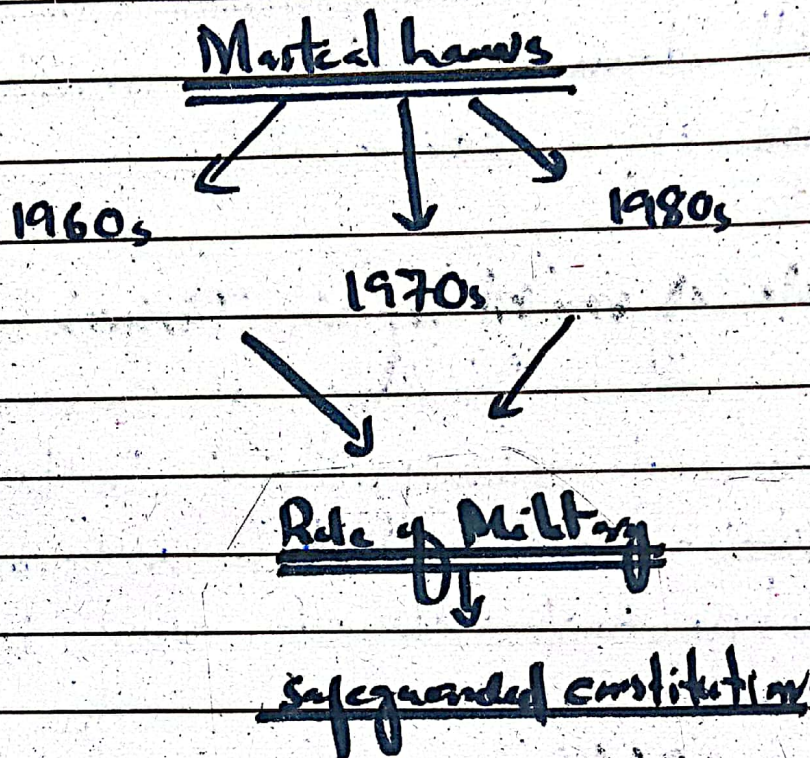 Martial Laws
1960s
1980s
1970s
Role of Military
safeguarded constitution